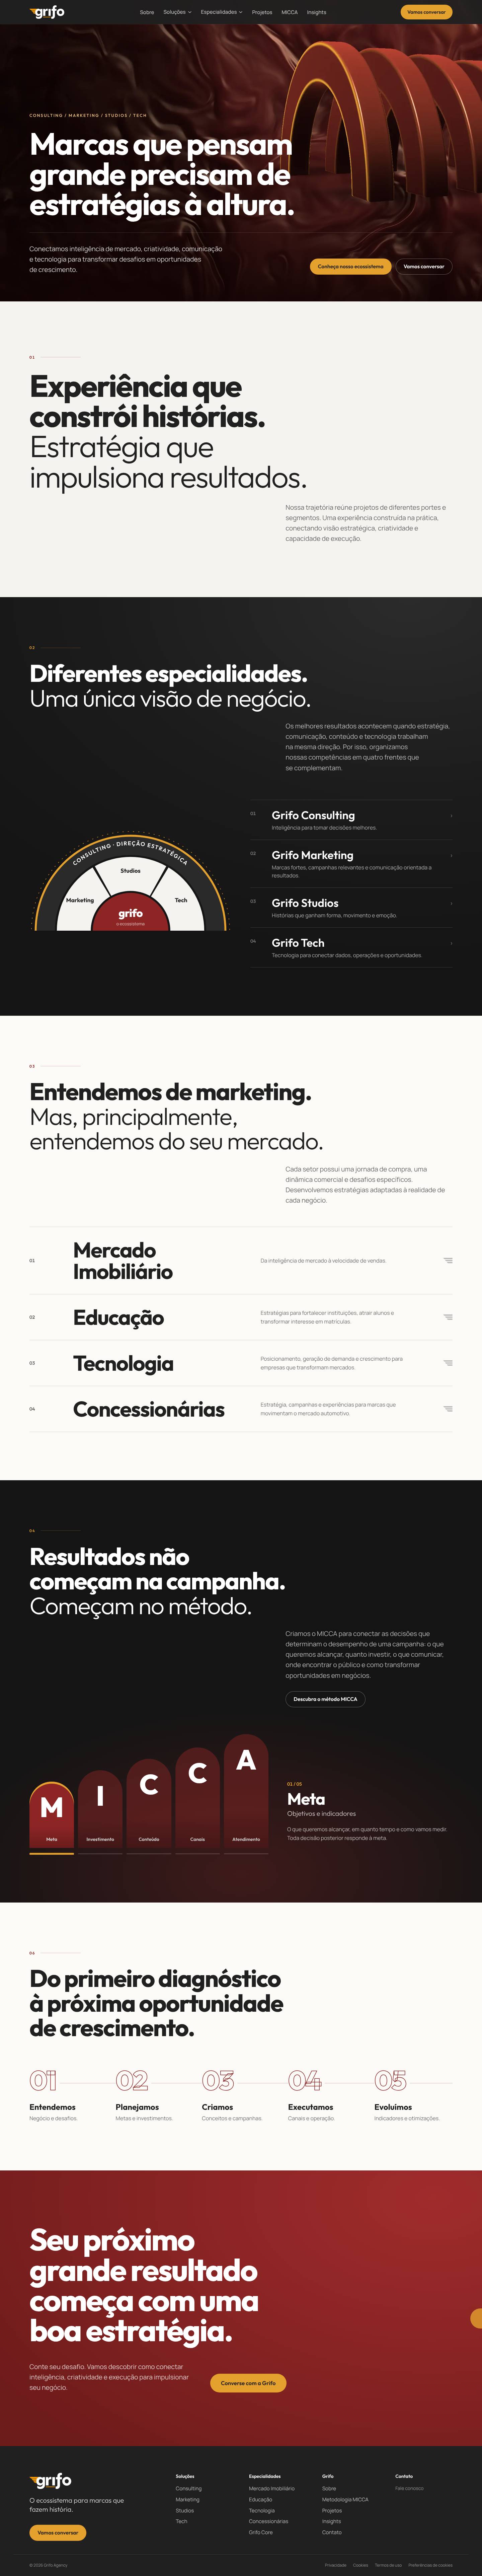 grifo
Sobre
Soluções
Especialidades
Projetos
MICCA
Insights
Vamos conversar
CONSULTING / MARKETING / STUDIOS / TECH
Marcas que pensam
grande precisam de
estratégias à altura.
Conectamos inteligência de mercado, criatividade, comunicação
e tecnologia para transformar desafios em oportunidades
de crescimento.
Conheça nosso ecossistema
Vamos conversar
01
Experiência que
constrói histórias.
Estratégia que
impulsiona resultados.
Nossa trajetória reúne projetos de diferentes portes e
segmentos. Uma experiência construída na prática,
conectando visão estratégica, criatividade e
capacidade de execução.
02
Diferentes especialidades.
Uma única visão de negócio.
Os melhores resultados acontecem quando estratégia,
comunicação, conteúdo e tecnologia trabalham
na mesma direção. Por isso, organizamos
nossas competências em quatro frentes que
se complementam.
CONSULTING · DIREÇÃO ESTRATÉGICA
Studios
Marketing
Tech
grifo
o ecossistema
01
Grifo Consulting
Inteligência para tomar decisões melhores.
02
Grifo Marketing
Marcas fortes, campanhas relevantes e comunicação orientada a
resultados.
03
Grifo Studios
Histórias que ganham forma, movimento e emoção.
04
Grifo Tech
Tecnologia para conectar dados, operações e oportunidades.
03
Entendemos de marketing.
Mas, principalmente,
entendemos do seu mercado.
Cada setor possui uma jornada de compra, uma
dinâmica comercial e desafios específicos.
Desenvolvemos estratégias adaptadas à realidade de
cada negócio.
01
Mercado
Imobiliário
Da inteligência de mercado à velocidade de vendas.
02
Educação
Estratégias para fortalecer instituições, atrair alunos e
transformar interesse em matrículas.
03
Tecnologia
Posicionamento, geração de demanda e crescimento para
empresas que transformam mercados.
04
Concessionárias
Estratégia, campanhas e experiências para marcas que
movimentam o mercado automotivo.
04
Resultados não
começam na campanha.
Começam no método.
Criamos o MICCA para conectar as decisões que
determinam o desempenho de uma campanha: o que
queremos alcançar, quanto investir, o que comunicar,
onde encontrar o público e como transformar
oportunidades em negócios.
Descubra o método MICCA
M
Meta
I
Investimento
C
Conteúdo
C
Canais
A
Atendimento
01 / 05
Meta
Objetivos e indicadores
O que queremos alcançar, em quanto tempo e como vamos medir.
Toda decisão posterior responde à meta.
06
Do primeiro diagnóstico
à próxima oportunidade
de crescimento.
01
Entendemos
Negócio e desafios.
02
Planejamos
Metas e investimentos.
03
Criamos
Conceitos e campanhas.
04
Executamos
Canais e operação.
05
Evoluímos
Indicadores e otimizações.
Seu próximo
grande resultado
começa com uma
boa estratégia.
Conte seu desafio. Vamos descobrir como conectar
inteligência, criatividade e execução para impulsionar
seu negócio.
Converse com a Grifo
grifo
O ecossistema para marcas que
fazem história.
Vamos conversar
Soluções
Consulting
Marketing
Studios
Tech
Especialidades
Mercado Imobiliário
Educação
Tecnologia
Concessionárias
Grifo Core
Grifo
Sobre
Metodologia MICCA
Projetos
Insights
Contato
Contato
Fale conosco
© 2026 Grifo Agency
Privacidade
Cookies
Termos de uso
Preferências de cookies